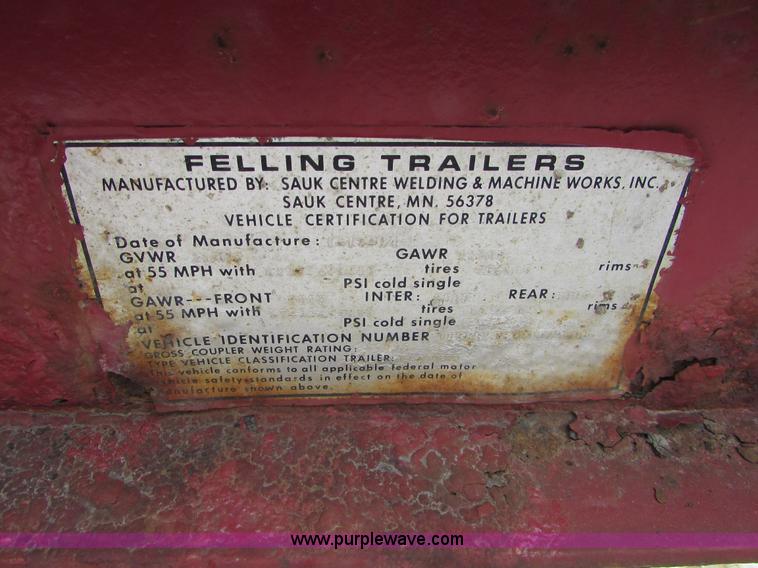 FELLING TRAILERS
MANUFACTURED BY: SAUK CENTRE WELDING & MACHINE WORKS, INC.
SAUK CENTRE, MN. 56378
VEHICLE CERTIFICATION FOR TRAILERS
Date of Manufacture:
GVWR GAWR
at 55 MPH with tires rims
at PSI cold single
GAWR---FRONT INTER: REAR:
at 55 MPH with tires rims
at PSI cold single
VEHICLE IDENTIFICATION NUMBER
GROSS COUPLER WEIGHT RATING:
TYPE VEHICLE CLASSIFICATION TRAILER:
This vehicle conforms to all applicable federal motor
vehicle safety standards in effect on the date of
manufacture shown above.
www.purplewave.com